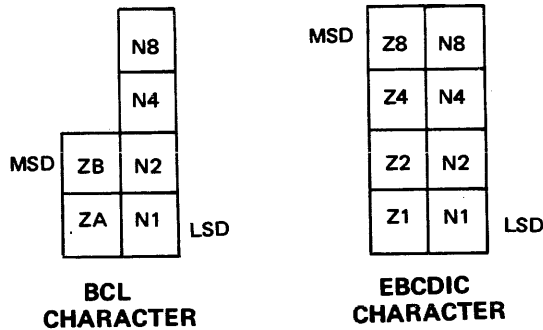 N8
N4
MSD ZB N2
ZA N1 LSD
BCL
CHARACTER
MSD Z8 N8
Z4 N4
Z2 N2
Z1 N1 LSD
EBCDIC
CHARACTER